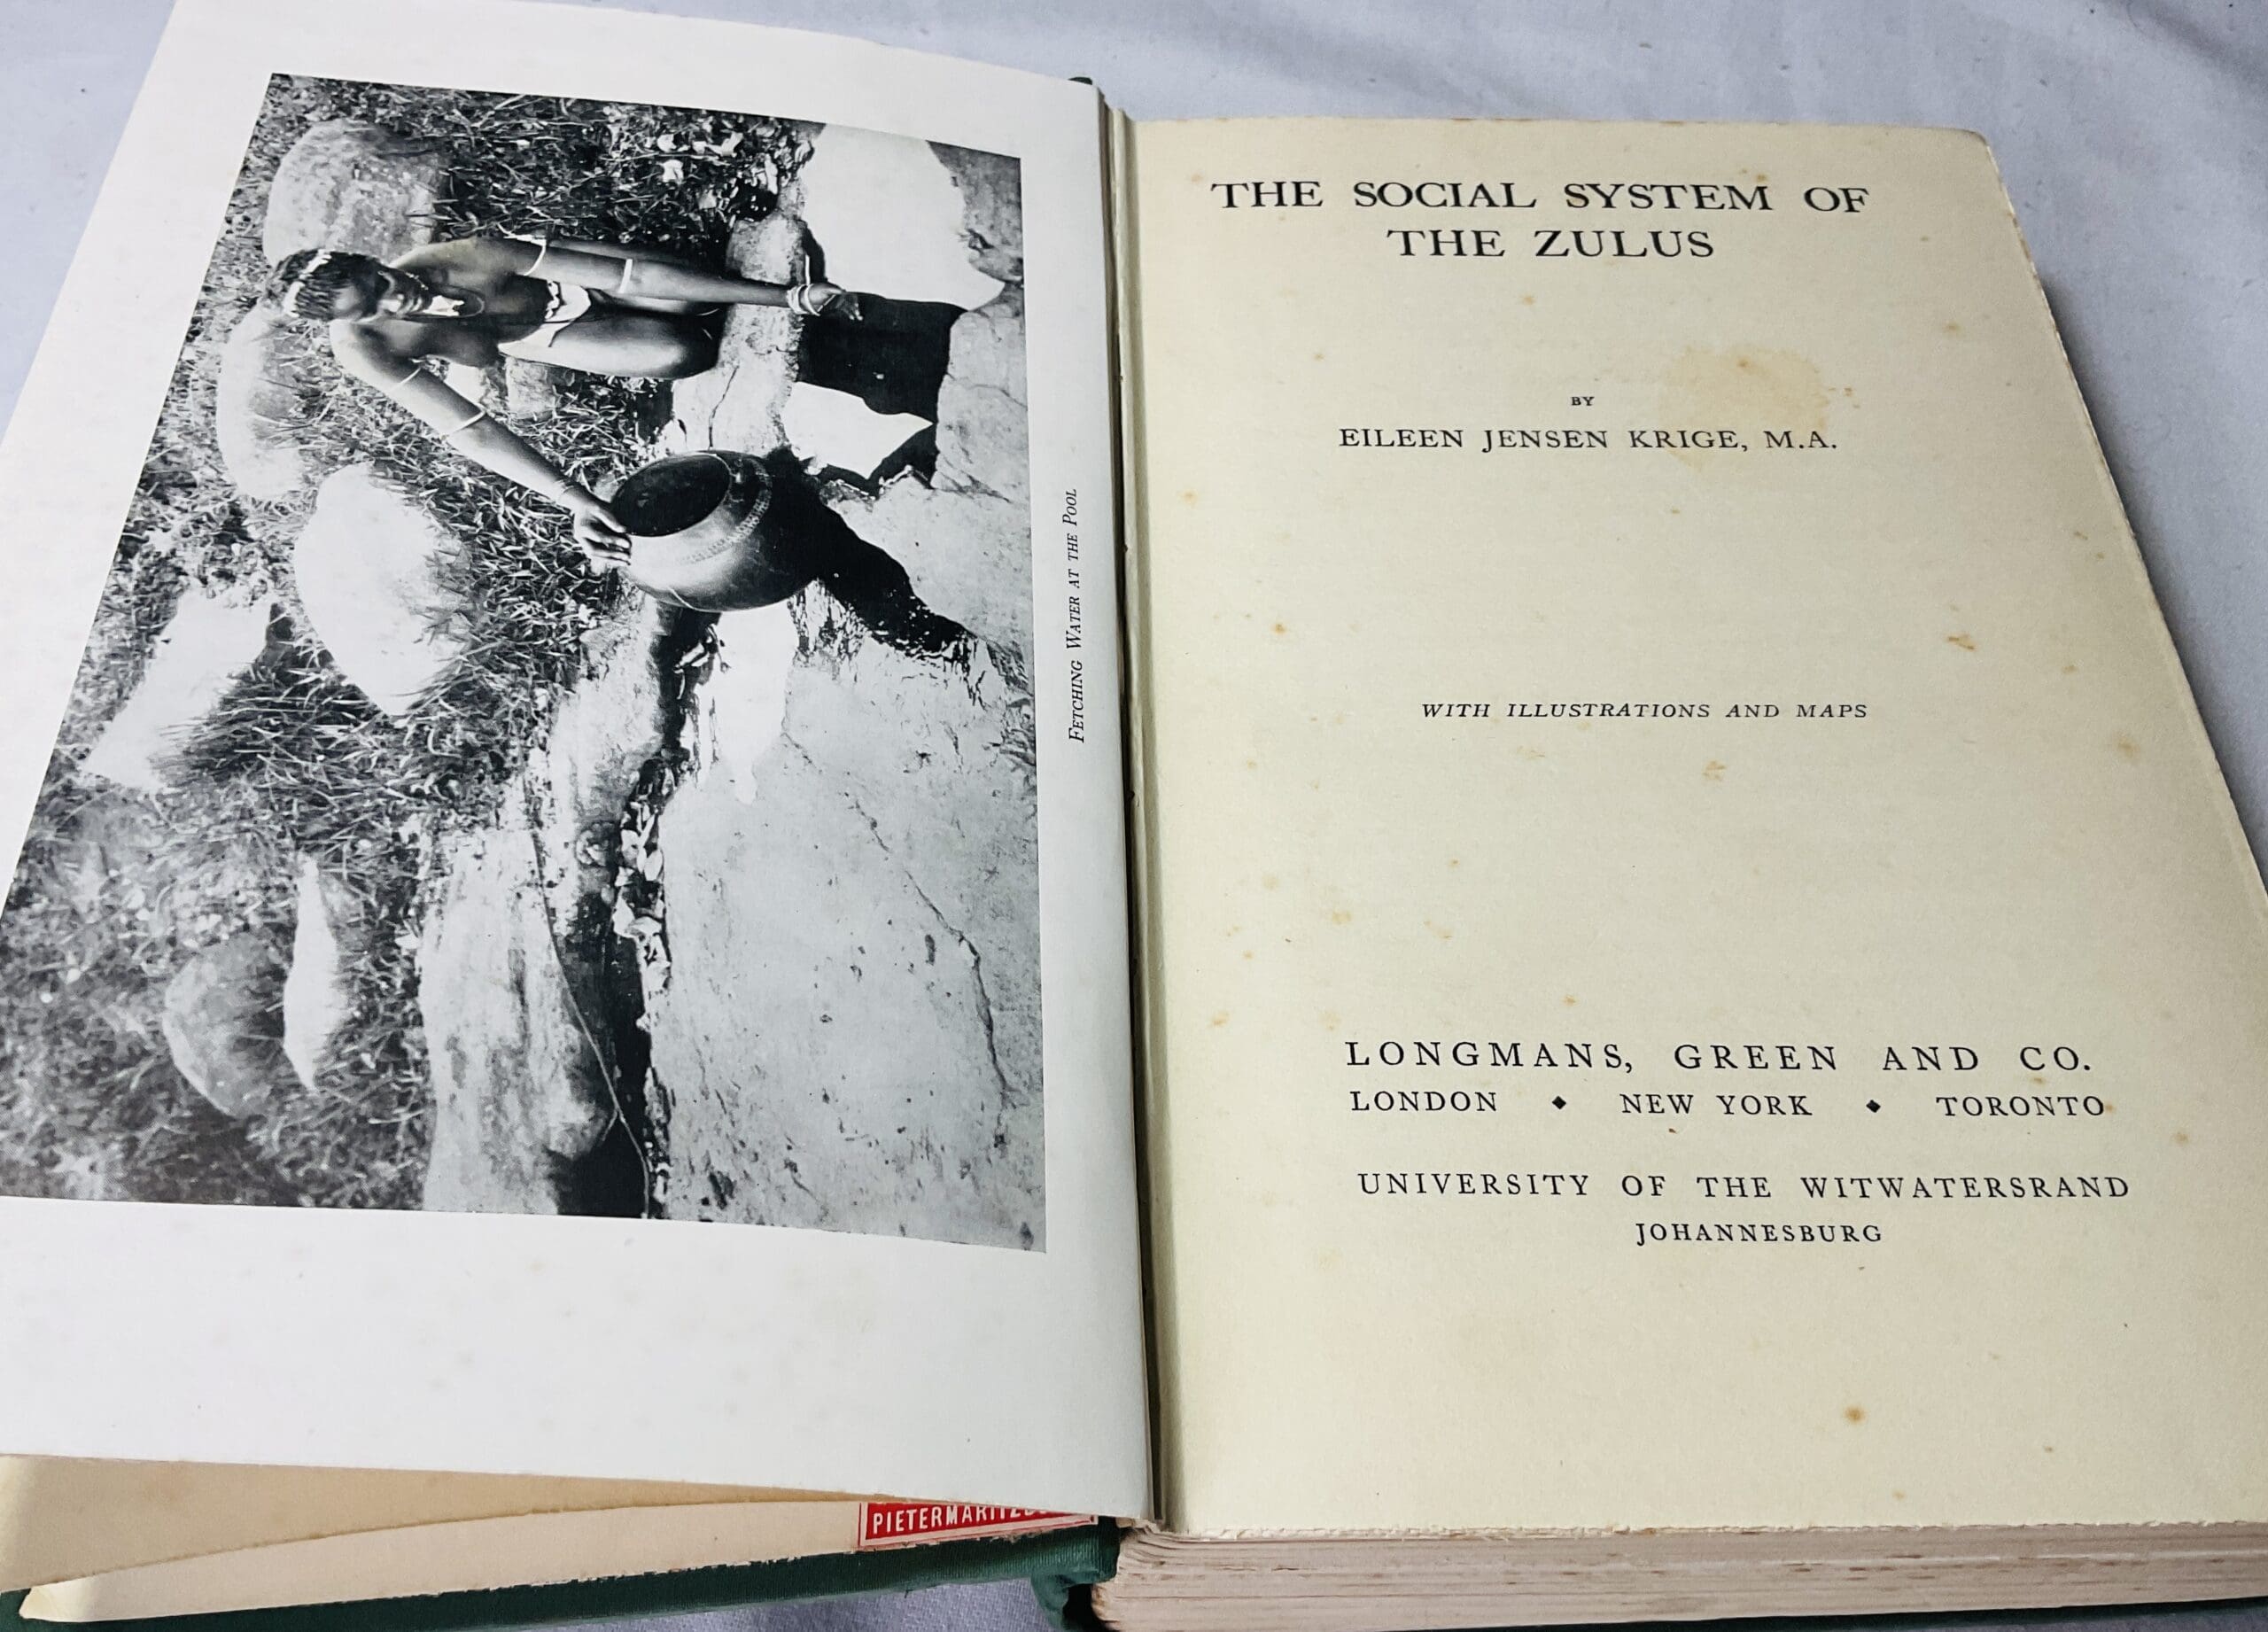 FETCHING WATER AT THE POOL
THE SOCIAL SYSTEM OF
THE ZULUS
BY
EILEEN JENSEN KRIGE, M.A.
WITH ILLUSTRATIONS AND MAPS
LONGMANS, GREEN AND CO.
LONDON ◆ NEW YORK ◆ TORONTO
UNIVERSITY OF THE WITWATERSRAND
JOHANNESBURG